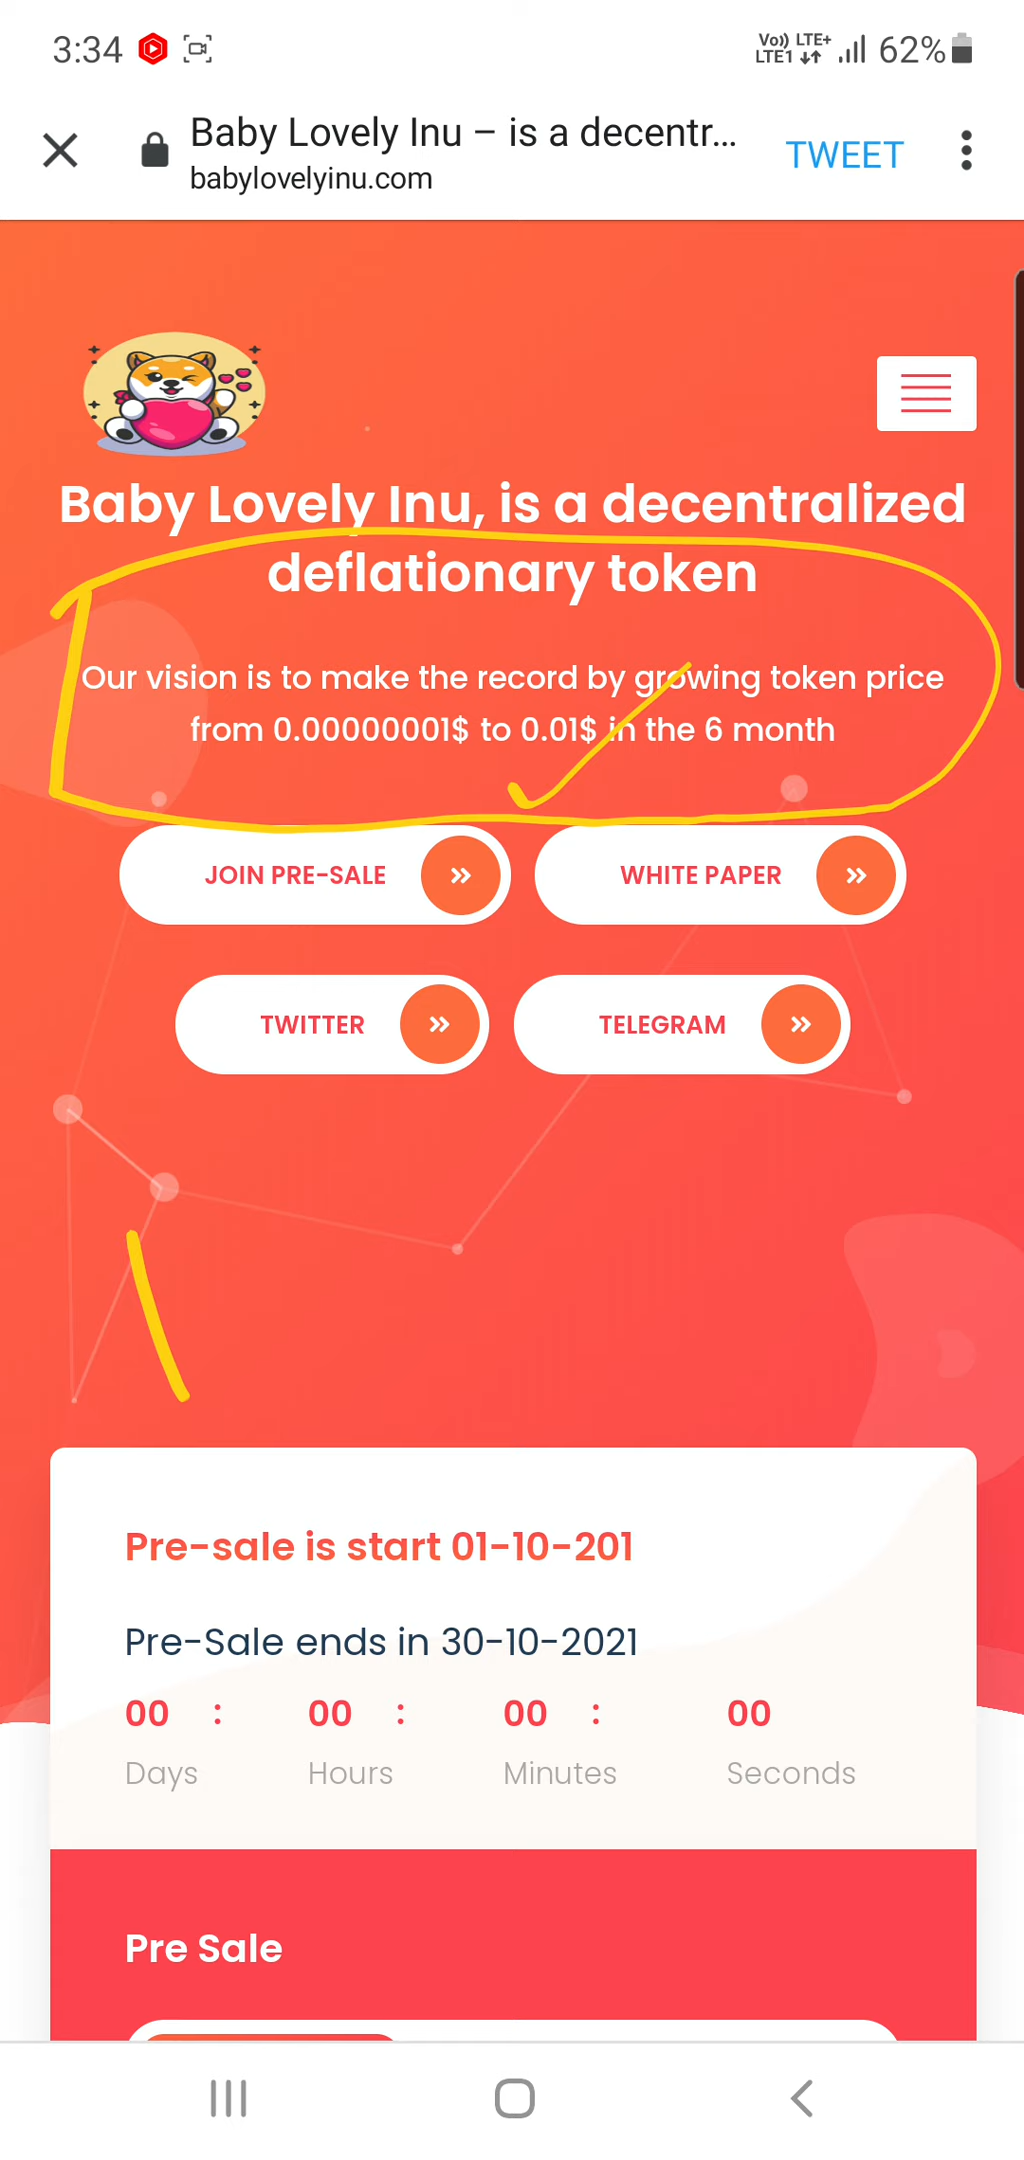 3:34
Vo)) LTE+
LTE1
62%
Baby Lovely Inu – is a decentr...
babylovelyinu.com
TWEET
Baby Lovely Inu, is a decentralized
deflationary token
Our vision is to make the record by growing token price
from 0.00000001$ to 0.01$ in the 6 month
JOIN PRE-SALE
WHITE PAPER
TWITTER
TELEGRAM
Pre-sale is start 01-10-201
Pre-Sale ends in 30-10-2021
00 : 00 : 00 : 00
Days Hours Minutes Seconds
Pre Sale